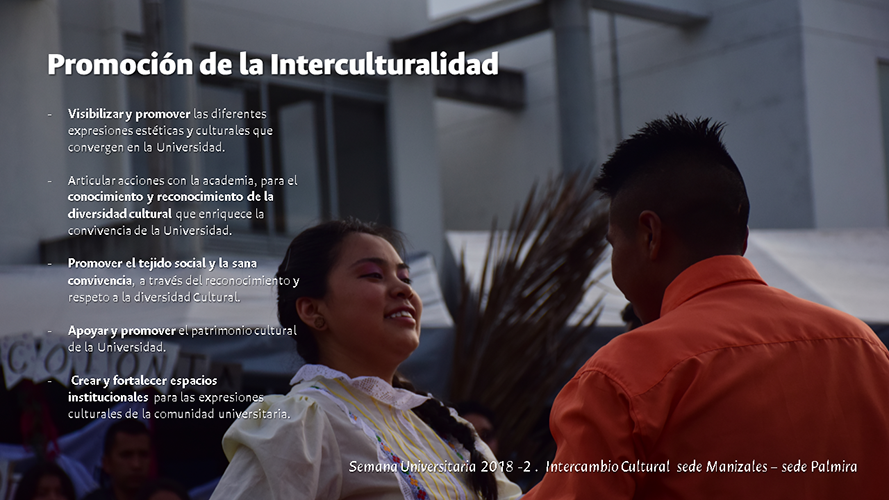 Promoción de la Interculturalidad
- Visibilizar y promover las diferentes
expresiones estéticas y culturales que
convergen en la Universidad.
- Articular acciones con la academia, para el
conocimiento y reconocimiento de la
diversidad cultural que enriquece la
convivencia de la Universidad.
- Promover el tejido social y la sana
convivencia, a través del reconocimiento y
respeto a la diversidad Cultural.
- Apoyar y promover el patrimonio cultural
de la Universidad.
- Crear y fortalecer espacios
institucionales para las expresiones
culturales de la comunidad universitaria.
Semana Universitaria 2018 -2 . Intercambio Cultural sede Manizales – sede Palmira